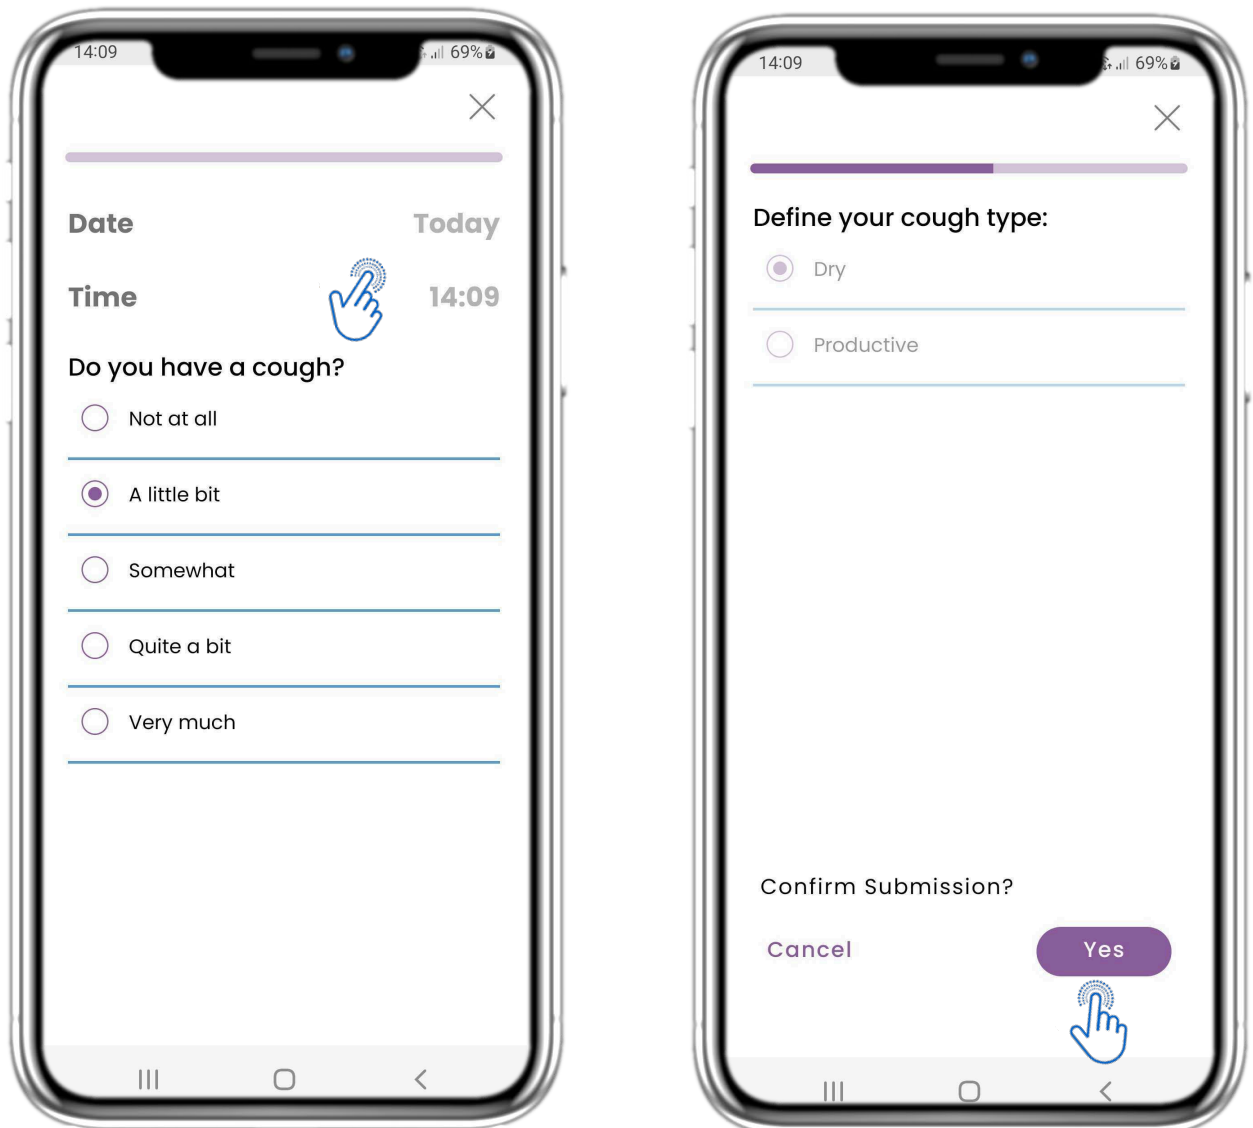 14:09 69%
Date Today
Time 14:09
Do you have a cough?
Not at all
A little bit
Somewhat
Quite a bit
Very much
14:09 69%
Define your cough type:
Dry
Productive
Confirm Submission?
Cancel Yes